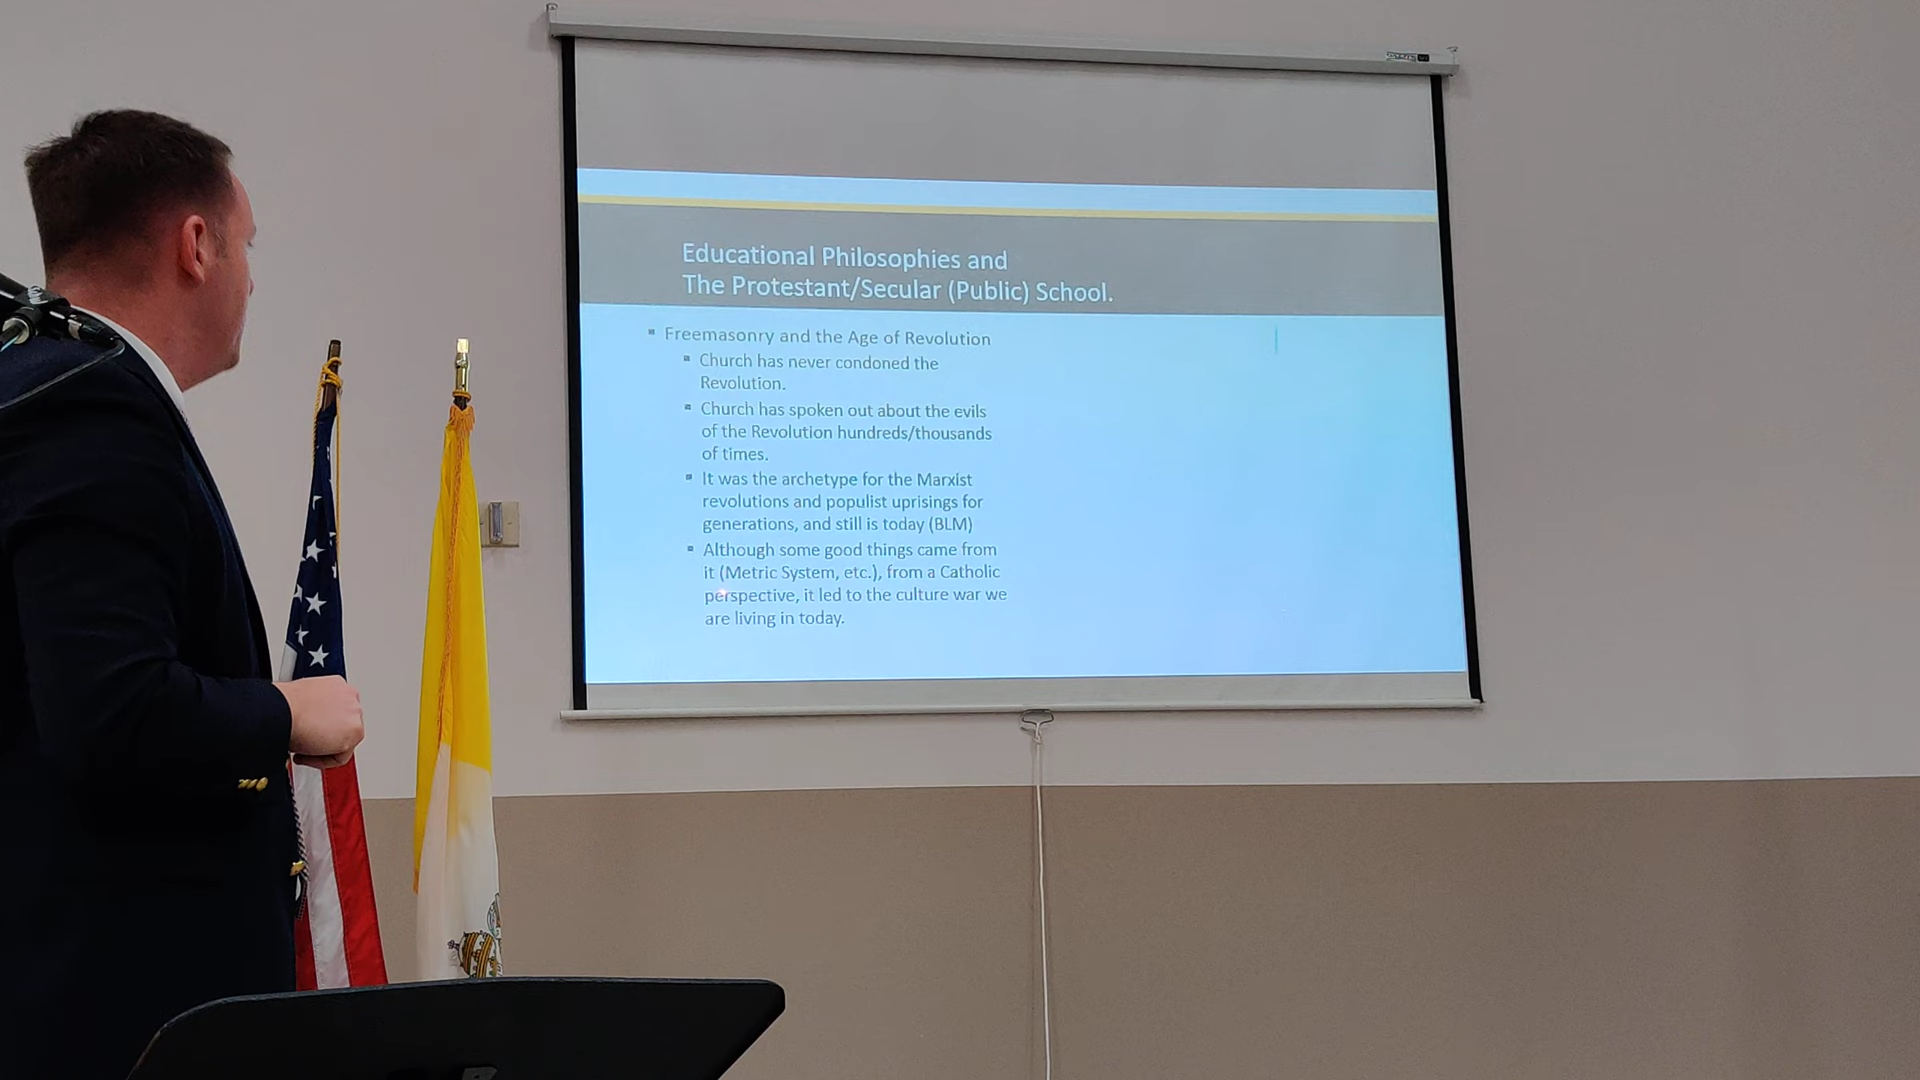 Educational Philosophies and
The Protestant/Secular (Public) School.
Freemasonry and the Age of Revolution
Church has never condoned the
Revolution.
Church has spoken out about the evils
of the Revolution hundreds/thousands
of times.
It was the archetype for the Marxist
revolutions and populist uprisings for
generations, and still is today (BLM)
Although some good things came from
it (Metric System, etc.), from a Catholic
perspective, it led to the culture war we
are living in today.